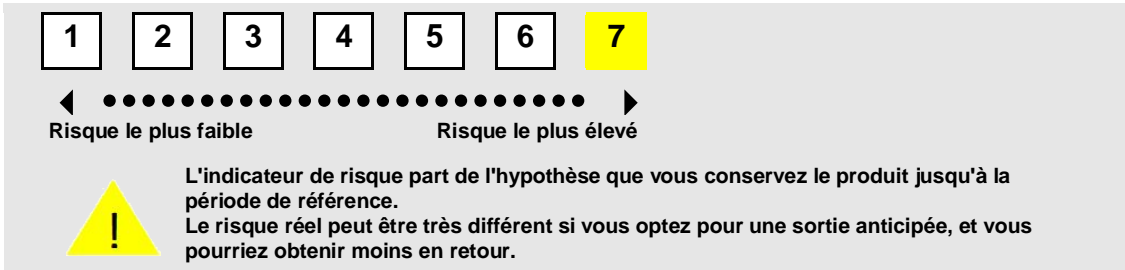 1 2 3 4 5 6 7
Risque le plus faible Risque le plus élevé
!
L'indicateur de risque part de l'hypothèse que vous conservez le produit jusqu'à la
période de référence.
Le risque réel peut être très différent si vous optez pour une sortie anticipée, et vous
pourriez obtenir moins en retour.